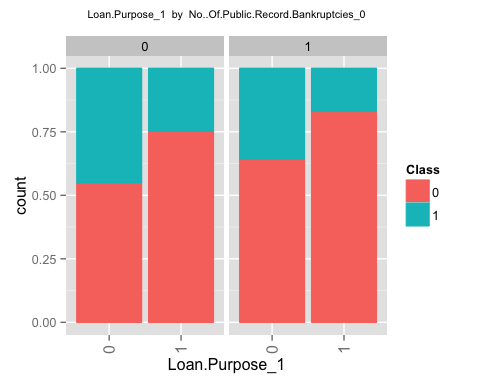 Loan.Purpose_1 by No..Of.Public.Record.Bankruptcies_0
0 1
1.00
0.75
0.50
0.25
0.00
count
0 1 0 1
Loan.Purpose_1
Class
0
1